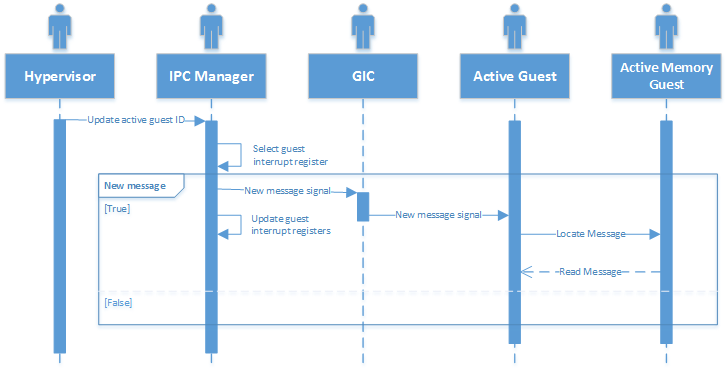 Hypervisor
IPC Manager
GIC
Active Guest
Active Memory
Guest
Update active guest ID
Select guest
interrupt register
New message
New message signal
[True]
New message signal
Update guest
interrupt registers
Locate Message
Read Message
[False]